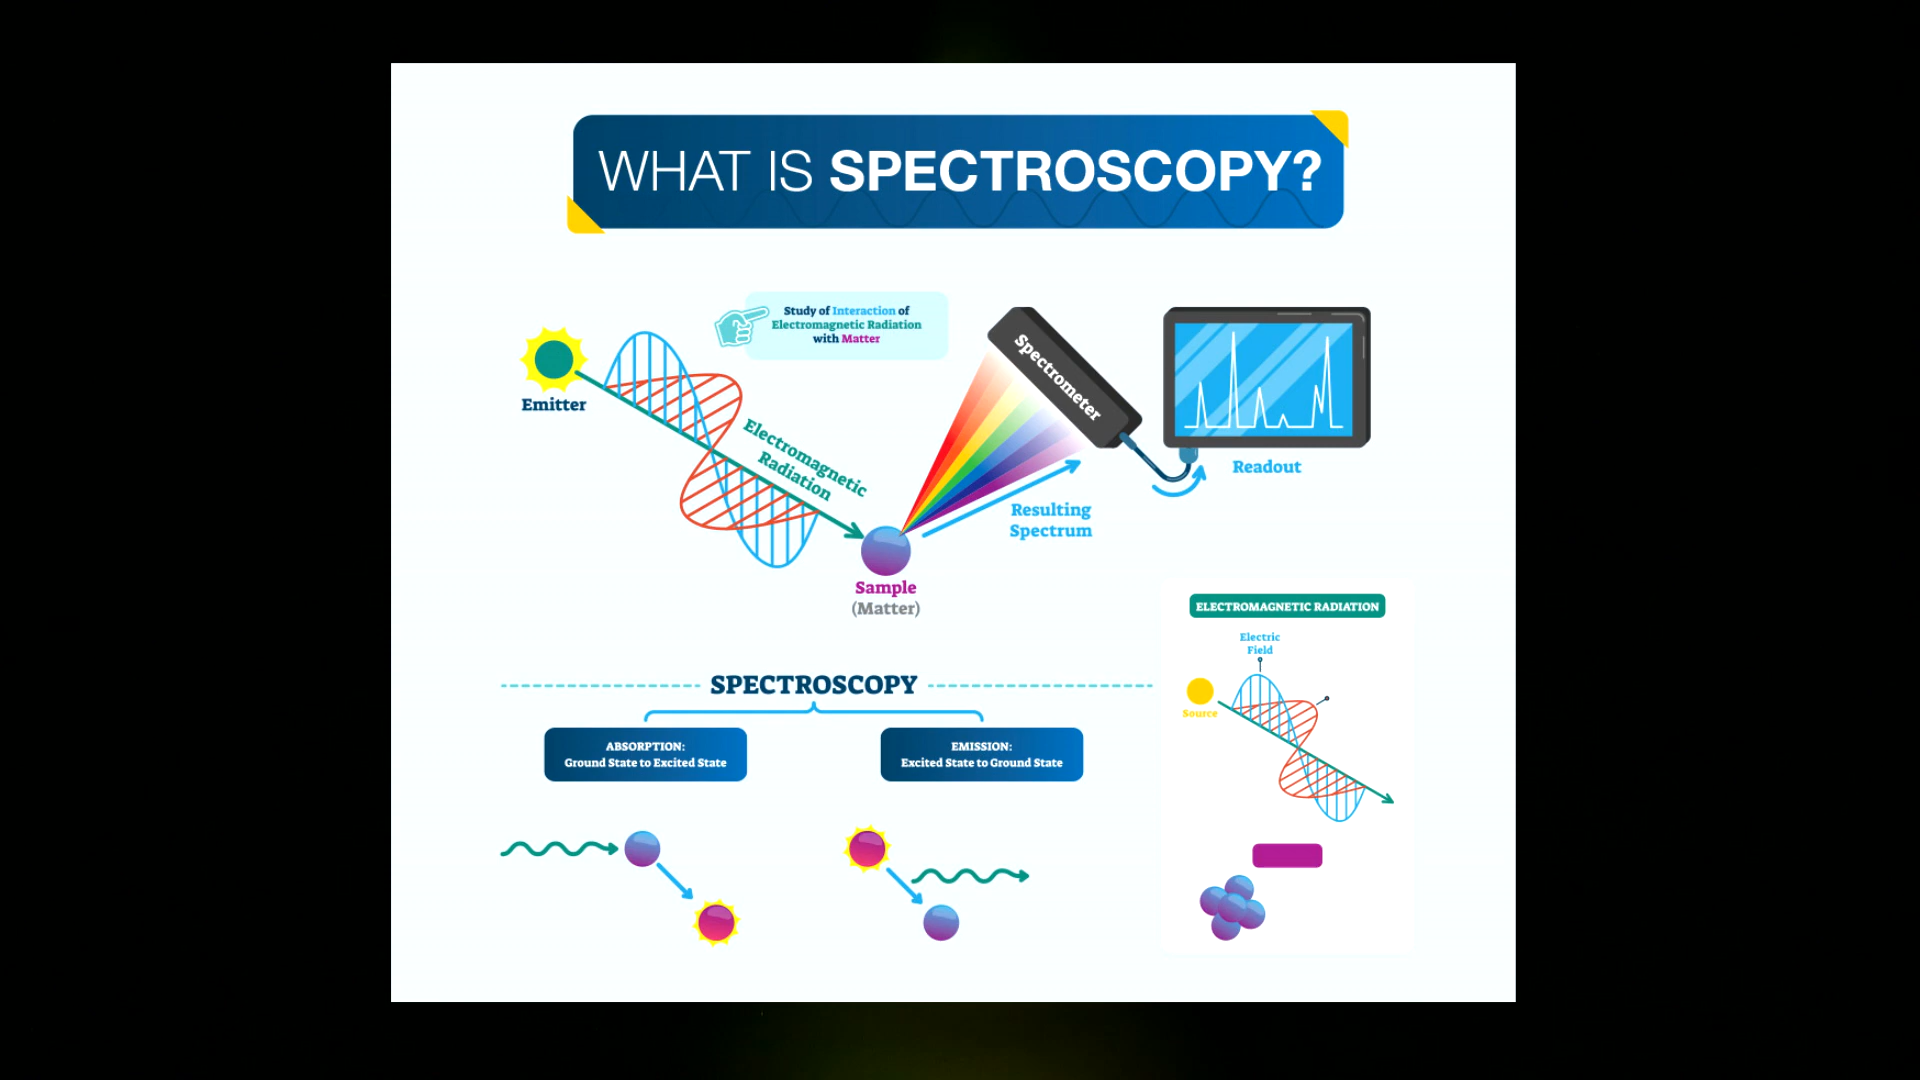 WHAT IS SPECTROSCOPY?
Study of Interaction of
Electromagnetic Radiation
with Matter
Emitter
Electromagnetic
Radiation
Sample
(Matter)
Resulting
Spectrum
Spectrometer
Readout
SPECTROSCOPY
ABSORPTION:
Ground State to Excited State
EMISSION:
Excited State to Ground State
ELECTROMAGNETIC RADIATION
Electric
Field
Source